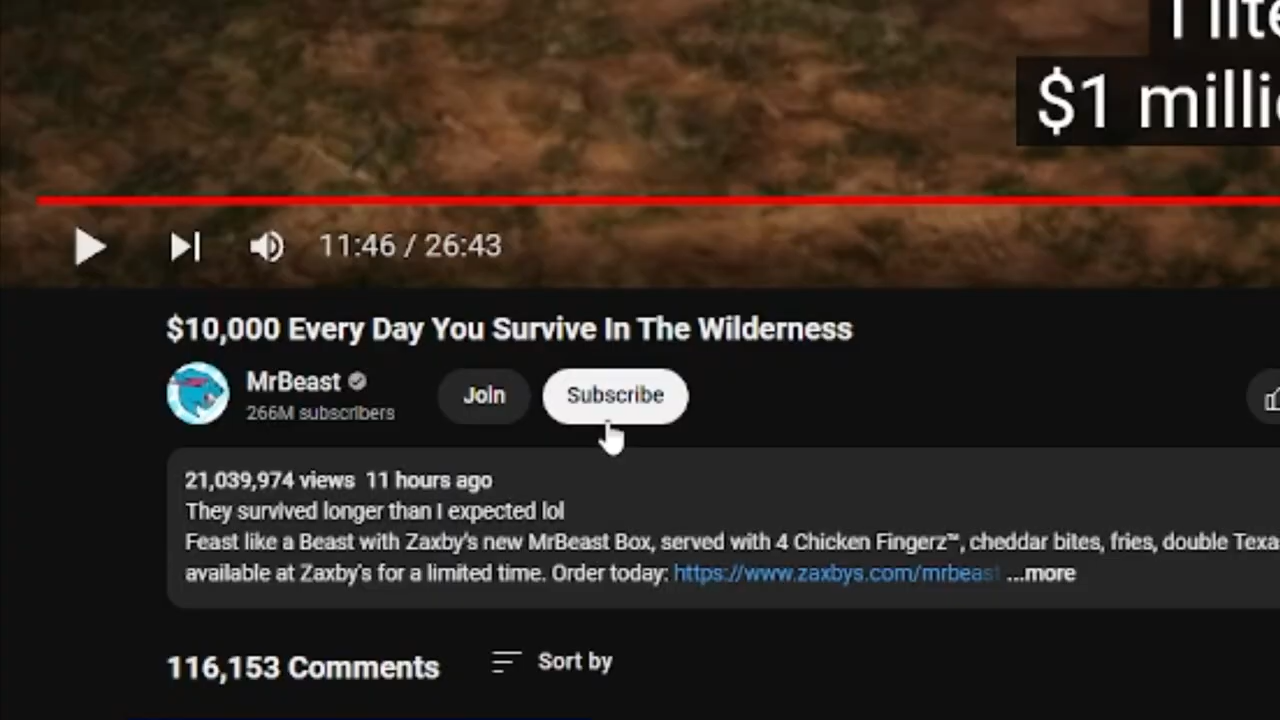 $1
11:46 / 26:43
$10,000 Every Day You Survive In The Wilderness
MrBeast
266M subscribers
Join
Subscribe
21,039,974 views 11 hours ago
They survived longer than I expected lol
Feast like a Beast with Zaxby's new MrBeast Box, served with 4 Chicken Fingerz™, cheddar bites, fries, double
available at Zaxby's for a limited time. Order today: https://www.zaxbys.com/mrbeast ...more
116,153 Comments
Sort by